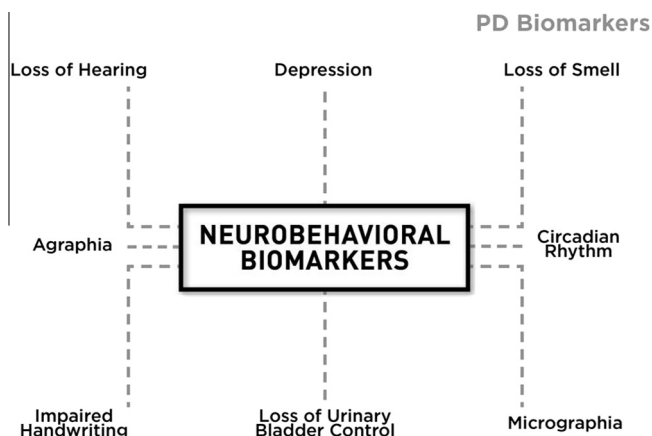 PD Biomarkers
Loss of Hearing
Depression
Loss of Smell
Agraphia
NEUROBEHAVIORAL
BIOMARKERS
Circadian
Rhythm
Impaired
Handwriting
Loss of Urinary
Bladder Control
Micrographia